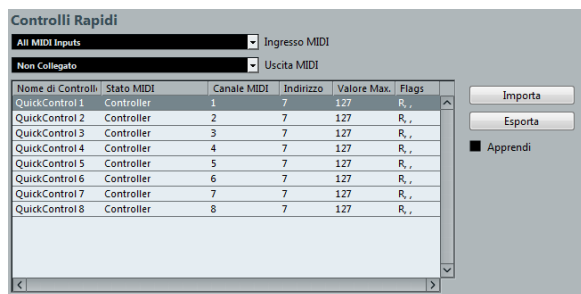 Controlli Rapidi
All MIDI Inputs Ingresso MIDI
Non Collegato Uscita MIDI
Nome di Controll Stato MIDI Canale MIDI Indirizzo Valore Max. Flags
QuickControl 1 Controller 1 7 127 R, ,
QuickControl 2 Controller 2 7 127 R, ,
QuickControl 3 Controller 3 7 127 R, ,
QuickControl 4 Controller 4 7 127 R, ,
QuickControl 5 Controller 5 7 127 R, ,
QuickControl 6 Controller 6 7 127 R, ,
QuickControl 7 Controller 7 7 127 R, ,
QuickControl 8 Controller 8 7 127 R, ,
Importa
Esporta
Apprendi